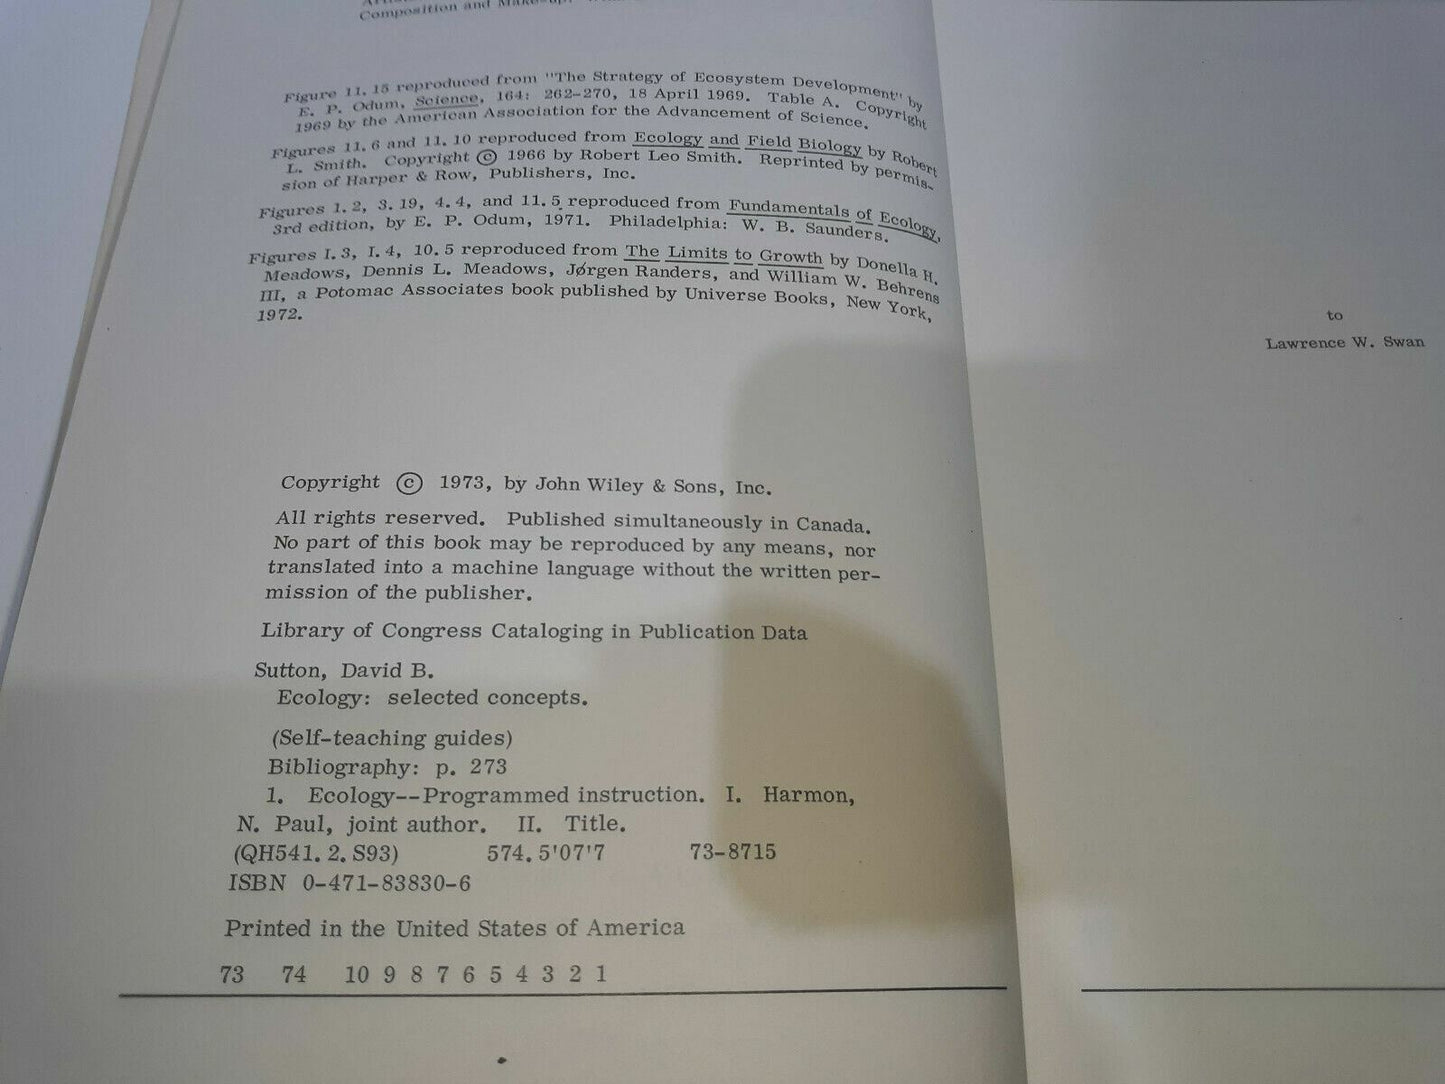 Composition and Make-up:
Figure 11.15 reproduced from "The Strategy of Ecosystem Development" by
E. P. Odum, Science, 164: 262-270, 18 April 1969. Table A. Copyright
1969 by the American Association for the Advancement of Science.
Figures 11.6 and 11.10 reproduced from Ecology and Field Biology by Robert
L. Smith. Copyright © 1966 by Robert Leo Smith. Reprinted by permis-
sion of Harper & Row, Publishers, Inc.
Figures 1.2, 3.19, 4.4, and 11.5 reproduced from Fundamentals of Ecology,
3rd edition, by E. P. Odum, 1971. Philadelphia: W. B. Saunders.
Figures I.3, I.4, 10.5 reproduced from The Limits to Growth by Donella H.
Meadows, Dennis L. Meadows, Jørgen Randers, and William W. Behrens
III, a Potomac Associates book published by Universe Books, New York,
1972.
Copyright © 1973, by John Wiley & Sons, Inc.
All rights reserved. Published simultaneously in Canada.
No part of this book may be reproduced by any means, nor
translated into a machine language without the written per-
mission of the publisher.
Library of Congress Cataloging in Publication Data
Sutton, David B.
Ecology: selected concepts.
(Self-teaching guides)
Bibliography: p. 273
1. Ecology--Programmed instruction. I. Harmon,
N. Paul, joint author. II. Title.
(QH541.2.S93) 574.5'07'7 73-8715
ISBN 0-471-83830-6
Printed in the United States of America
73 74 10 9 8 7 6 5 4 3 2 1
to
Lawrence W. Swan